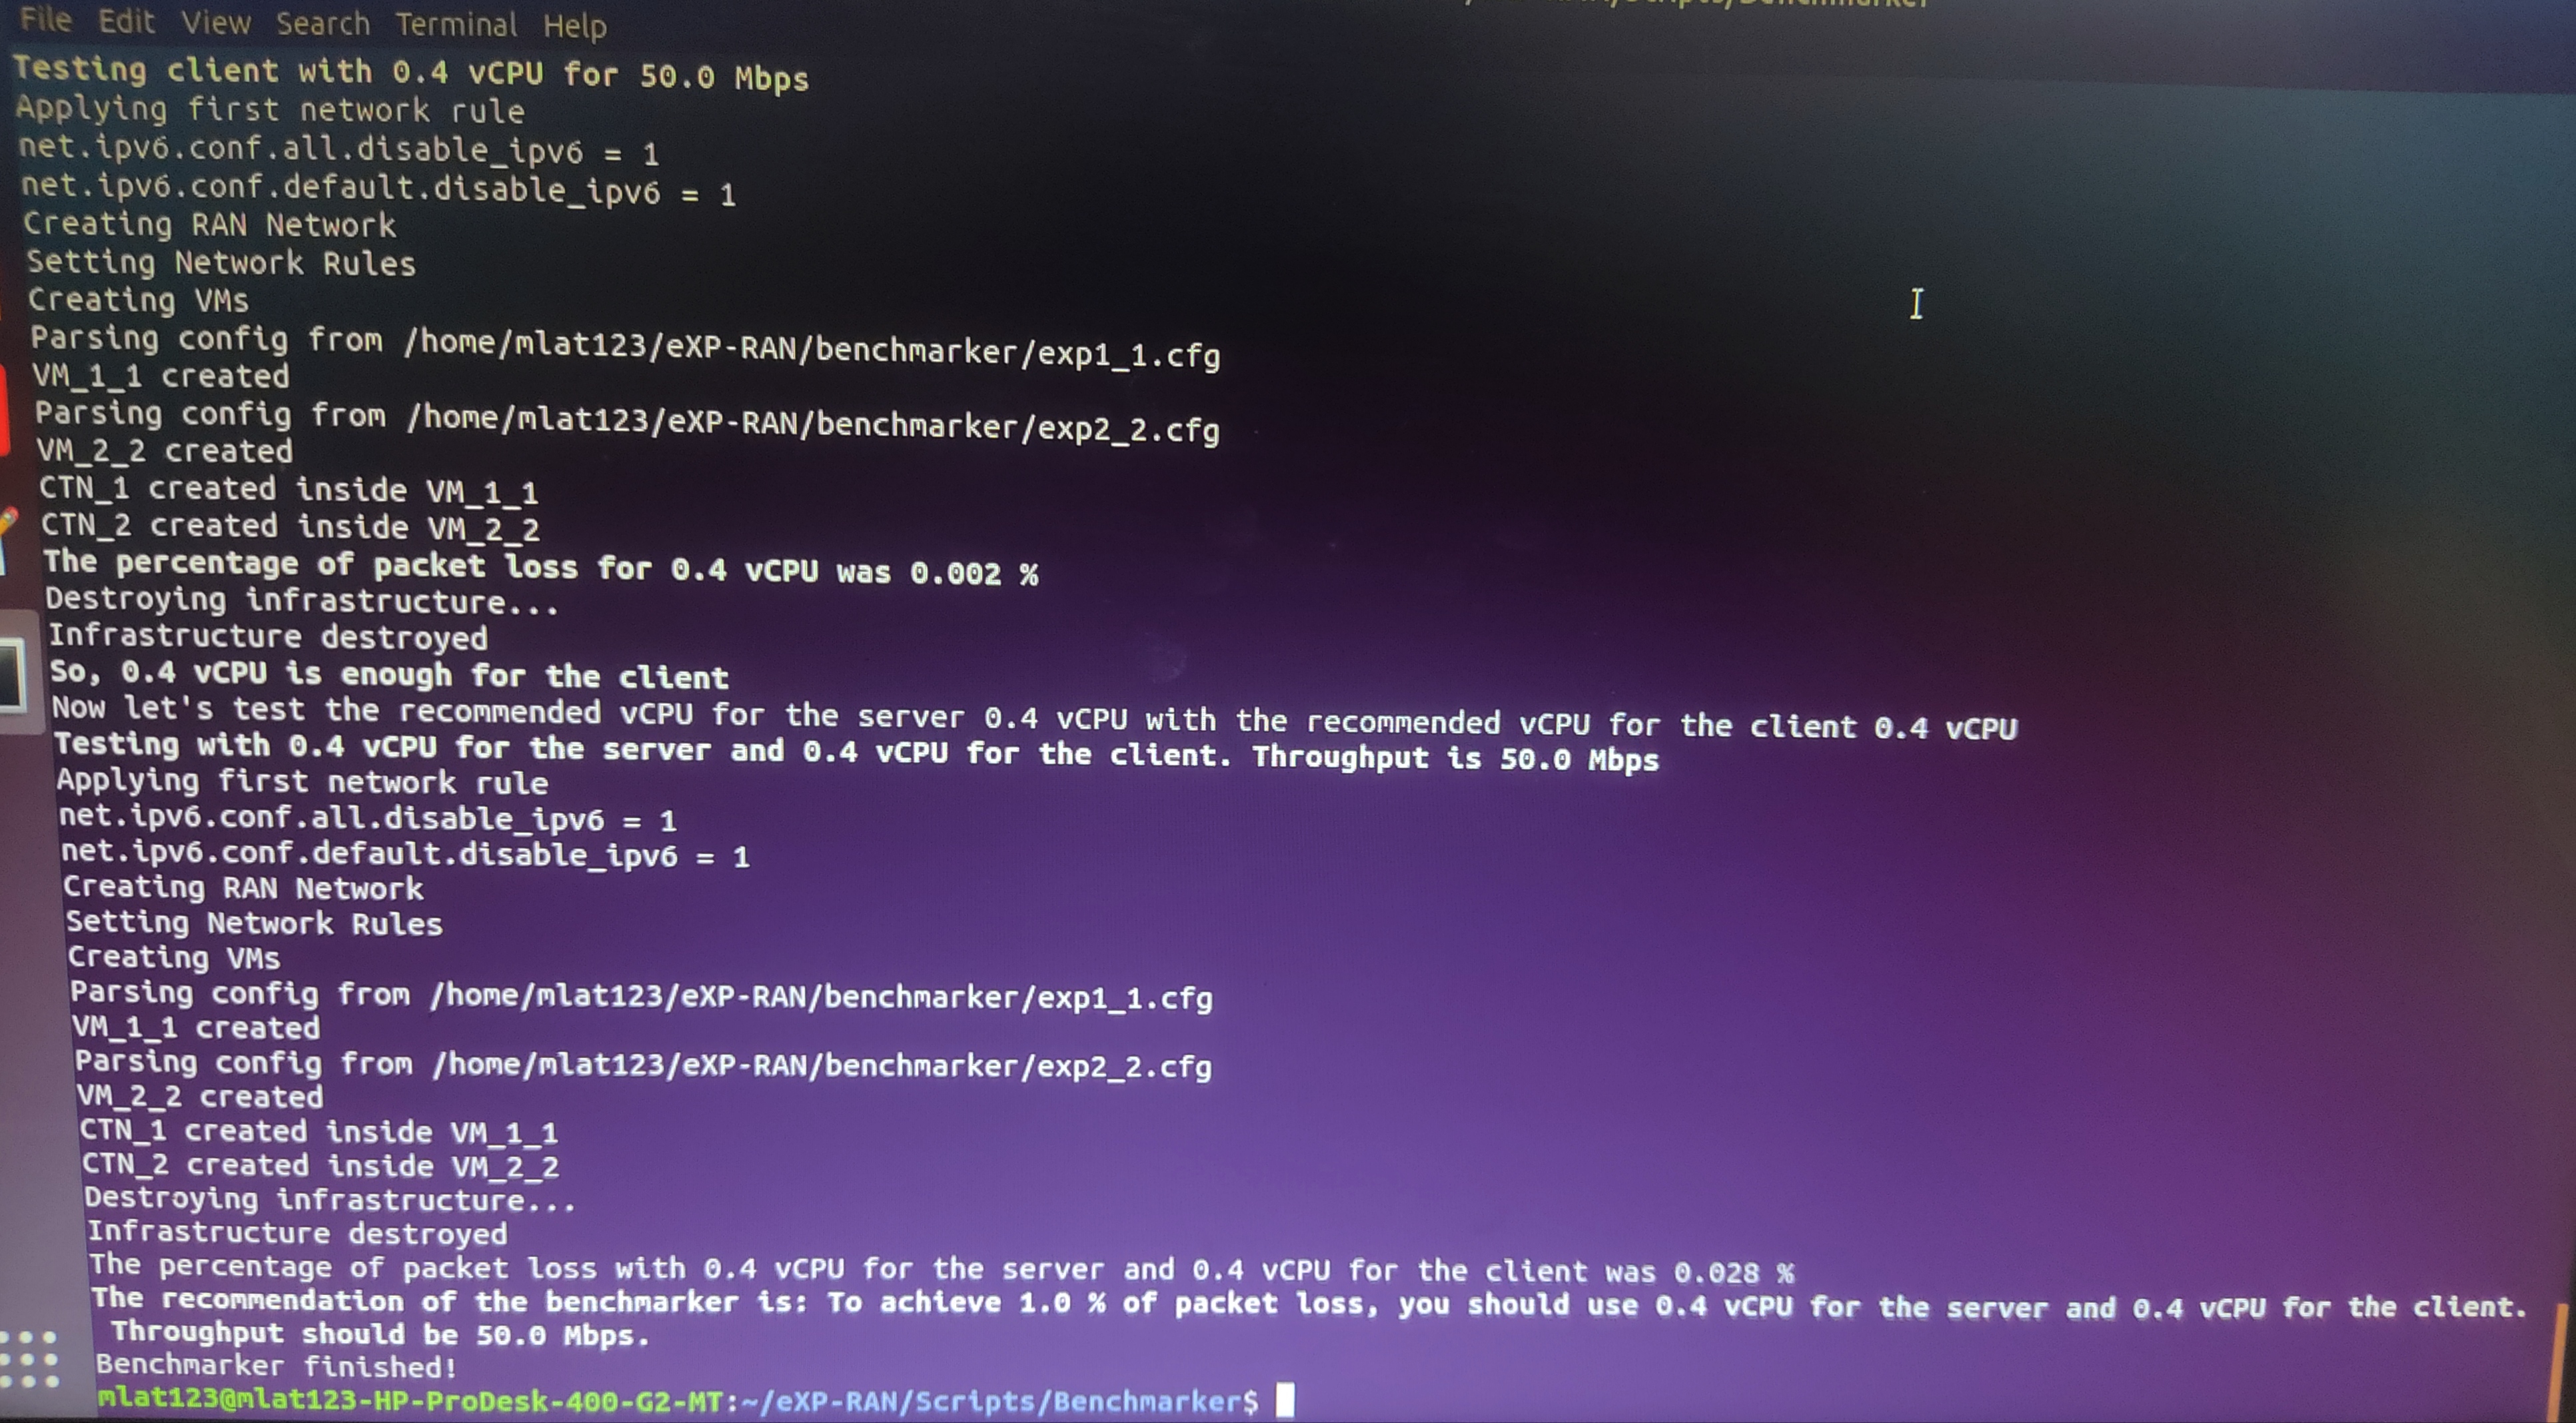 File Edit View Search Terminal Help
Testing client with 0.4 vCPU for 50.0 Mbps
Applying first network rule
net.ipv6.conf.all.disable_ipv6 = 1
net.ipv6.conf.default.disable_ipv6 = 1
Creating RAN Network
Setting Network Rules
Creating VMs
Parsing config from /home/mlat123/eXP-RAN/benchmarker/exp1_1.cfg
VM_1_1 created
Parsing config from /home/mlat123/eXP-RAN/benchmarker/exp2_2.cfg
VM_2_2 created
CTN_1 created inside VM_1_1
CTN_2 created inside VM_2_2
The percentage of packet loss for 0.4 vCPU was 0.002 %
Destroying infrastructure...
Infrastructure destroyed
So, 0.4 vCPU is enough for the client
Now let's test the recommended vCPU for the server 0.4 vCPU with the recommended vCPU for the client 0.4 vCPU
Testing with 0.4 vCPU for the server and 0.4 vCPU for the client. Throughput is 50.0 Mbps
Applying first network rule
net.ipv6.conf.all.disable_ipv6 = 1
net.ipv6.conf.default.disable_ipv6 = 1
Creating RAN Network
Setting Network Rules
Creating VMs
Parsing config from /home/mlat123/eXP-RAN/benchmarker/exp1_1.cfg
VM_1_1 created
Parsing config from /home/mlat123/eXP-RAN/benchmarker/exp2_2.cfg
VM_2_2 created
CTN_1 created inside VM_1_1
CTN_2 created inside VM_2_2
Destroying infrastructure...
Infrastructure destroyed
The percentage of packet loss with 0.4 vCPU for the server and 0.4 vCPU for the client was 0.028 %
The recommendation of the benchmarker is: To achieve 1.0 % of packet loss, you should use 0.4 vCPU for the server and 0.4 vCPU for the client.
Throughput should be 50.0 Mbps.
Benchmarker finished!
mlat123@mlat123-HP-ProDesk-400-G2-MT:~/eXP-RAN/Scripts/Benchmarker$